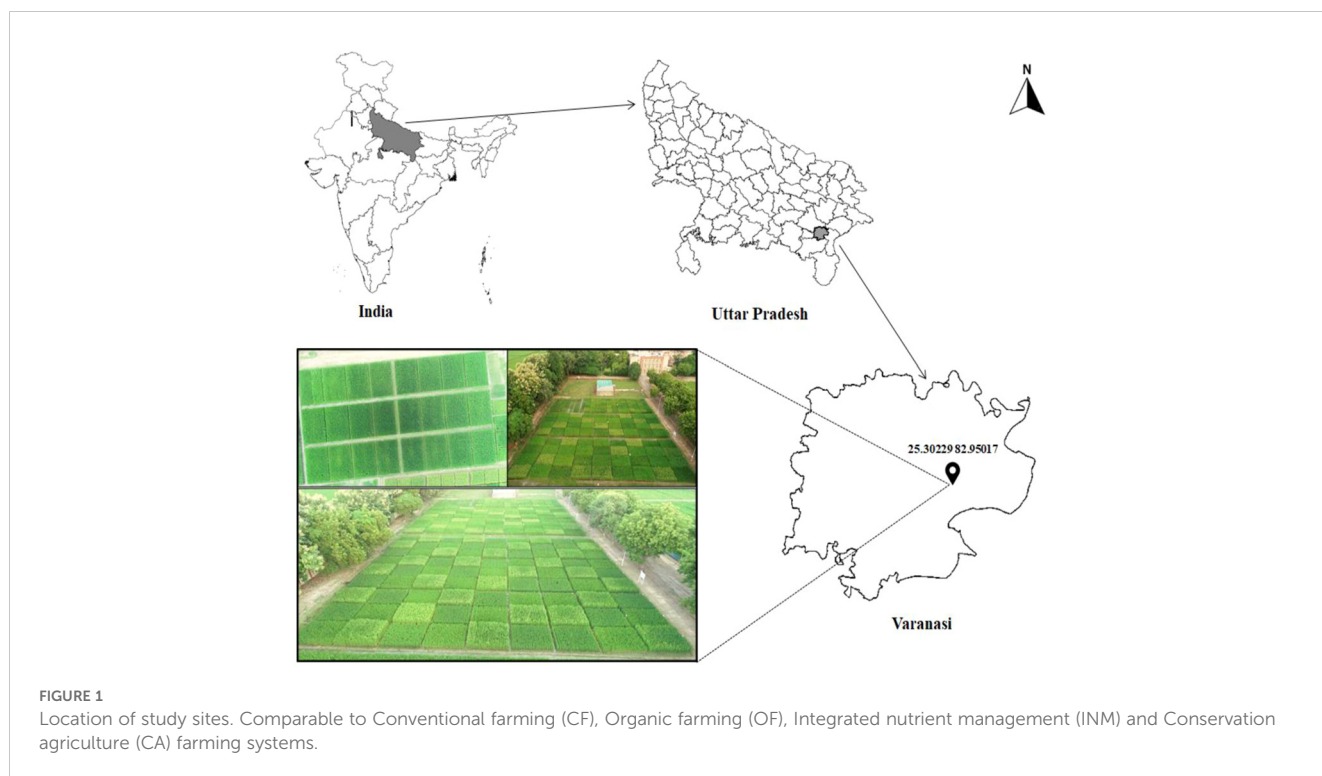 N
India
Uttar Pradesh
25.30229 82.95017
Varanasi
FIGURE 1
Location of study sites. Comparable to Conventional farming (CF), Organic farming (OF), Integrated nutrient management (INM) and Conservation
agriculture (CA) farming systems.